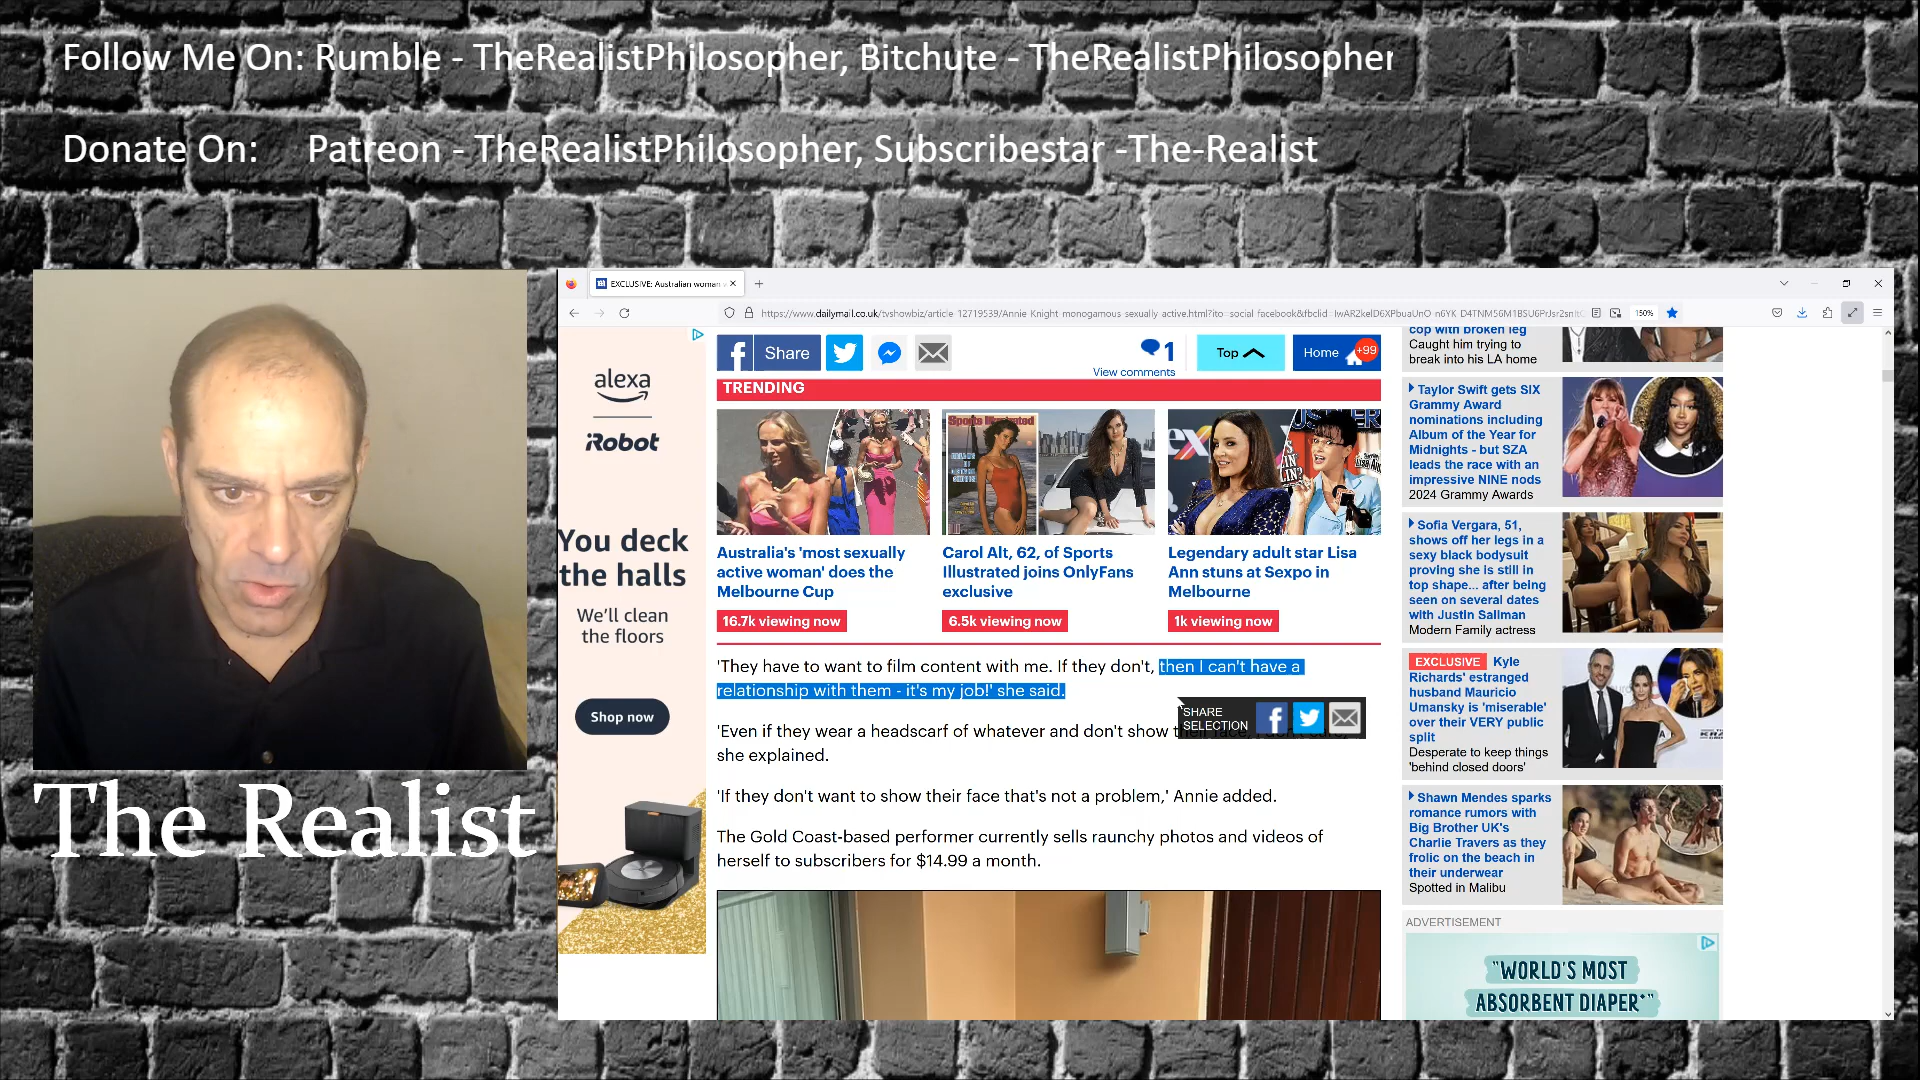 Follow Me On: Rumble - TheRealistPhilosopher, Bitchute - TheRealistPhilosopher
Donate On: Patreon - TheRealistPhilosopher, Subscribestar -The-Realist
The Realist
EXCLUSIVE: Australian woman
150%
alexa
iRobot
You deck
the halls
We'll clean
the floors
Shop now
Share
1
View comments
Top
Home
+99
TRENDING
Sports Illustrated
Australia's 'most sexually
active woman' does the
Melbourne Cup
16.7k viewing now
Carol Alt, 62, of Sports
Illustrated joins OnlyFans
exclusive
6.5k viewing now
Legendary adult star Lisa
Ann stuns at Sexpo in
Melbourne
1k viewing now
'They have to want to film content with me. If they don't, then I can't have a
relationship with them - it's my job!' she said.
SHARE
SELECTION
'Even if they wear a headscarf of whatever and don't show
she explained.
'If they don't want to show their face that's not a problem,' Annie added.
The Gold Coast-based performer currently sells raunchy photos and videos of
herself to subscribers for $14.99 a month.
cop with broken leg
Caught him trying to
break into his LA home
Taylor Swift gets SIX
Grammy Award
nominations including
Album of the Year for
Midnights - but SZA
leads the race with an
impressive NINE nods
2024 Grammy Awards
Sofia Vergara, 51,
shows off her legs in a
sexy black bodysuit
proving she is still in
top shape... after being
seen on several dates
with Justin Saliman
Modern Family actress
EXCLUSIVE Kyle
Richards' estranged
husband Mauricio
Umansky is 'miserable'
over their VERY public
split
Desperate to keep things
'behind closed doors'
Shawn Mendes sparks
romance rumors with
Big Brother UK's
Charlie Travers as they
frolic on the beach in
their underwear
Spotted in Malibu
ADVERTISEMENT
"WORLD'S MOST
ABSORBENT DIAPER*"